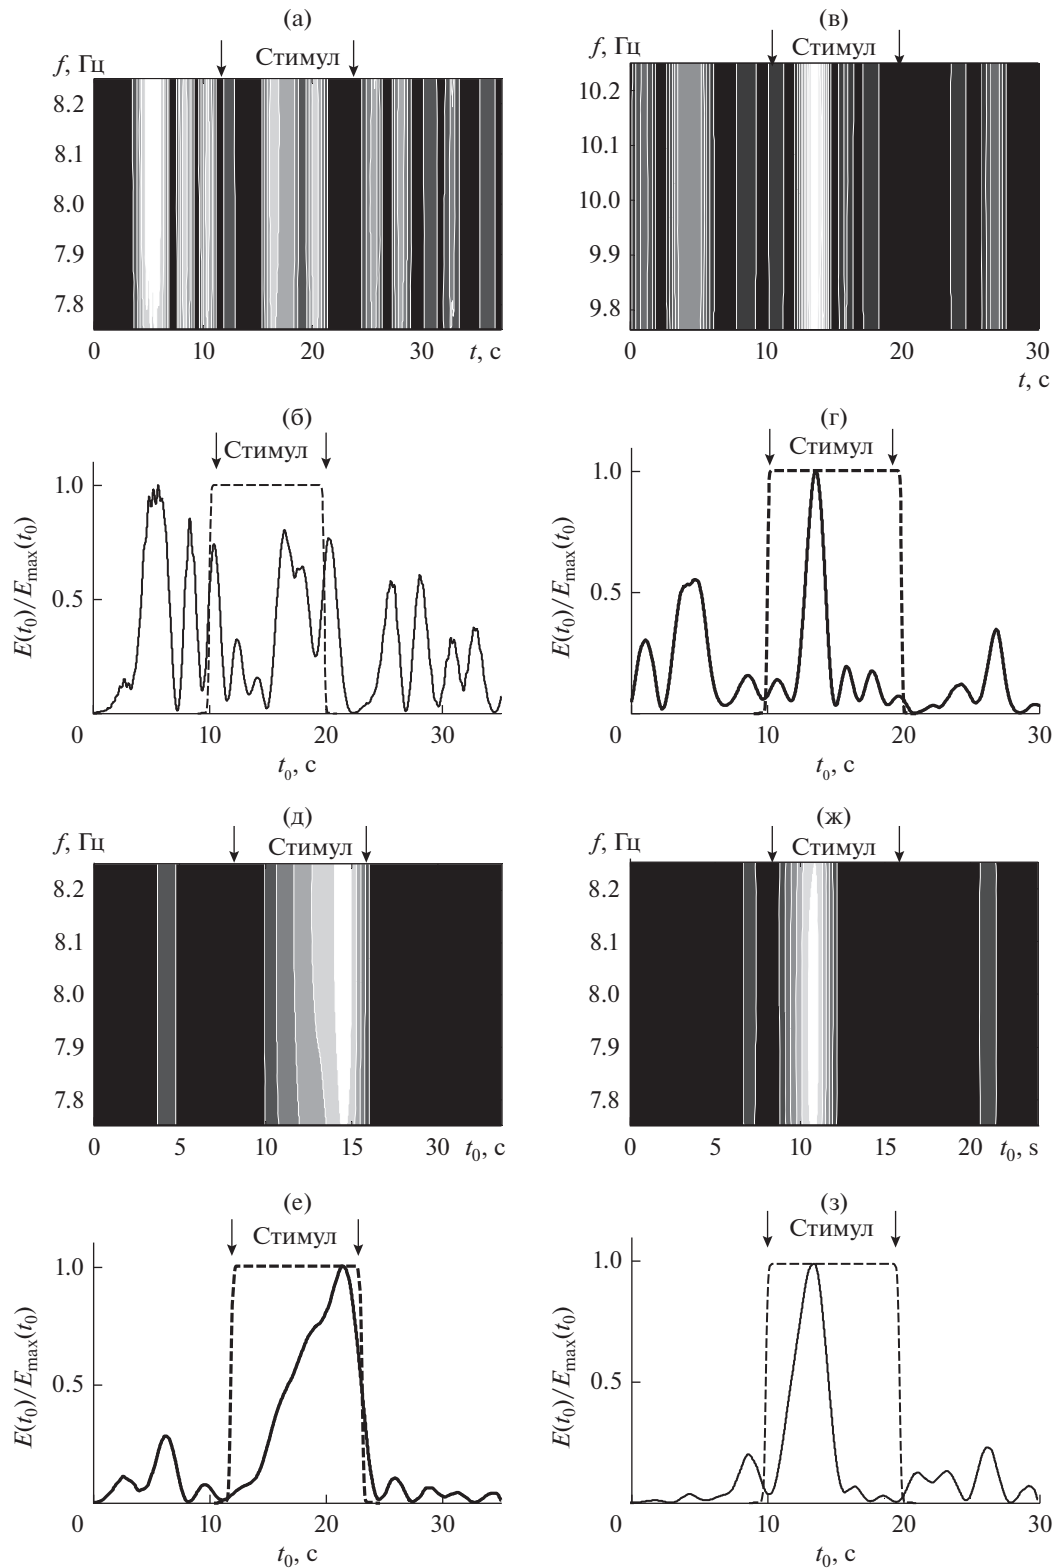 (а)
Стимул
f, Гц
8.2
8.1
8.0
7.9
7.8
0 10 20 30 t, с
(в)
Стимул
f, Гц
10.2
10.1
10.0
9.9
9.8
0 10 20 30
t, с
(б)
Стимул
1.0
0.5
E(t0)/Emax(t0)
0 10 20 30
t0, с
(г)
Стимул
1.0
0.5
E(t0)/Emax(t0)
0 10 20 30
t0, с
(д)
Стимул
f, Гц
8.2
8.1
8.0
7.9
7.8
0 5 10 15 30 t0, с
(ж)
Стимул
f, Гц
8.2
8.1
8.0
7.9
7.8
0 5 10 15 20 t0, s
(е)
Стимул
1.0
0.5
E(t0)/Emax(t0)
0 10 20 30
t0, с
(з)
Стимул
1.0
0.5
E(t0)/Emax(t0)
0 10 20 30
t0, с